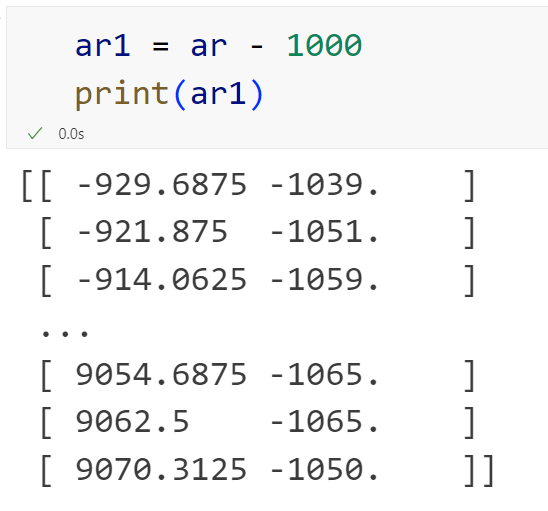 ar1 = ar - 1000
print(ar1)
✓ 0.0s
[[ -929.6875 -1039.    ]
 [ -921.875  -1051.    ]
 [ -914.0625 -1059.    ]
 ...
 [ 9054.6875 -1065.    ]
 [ 9062.5    -1065.    ]
 [ 9070.3125 -1050.    ]]